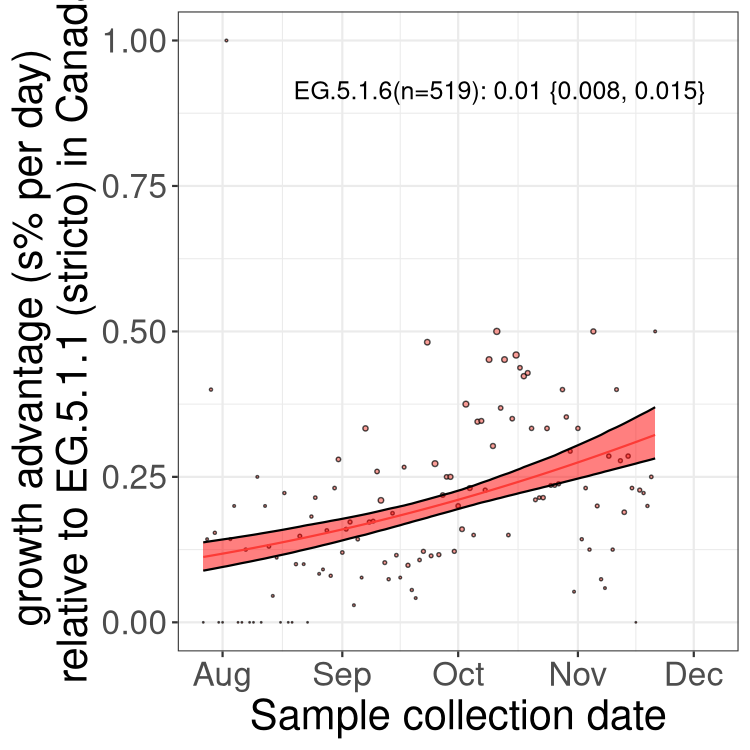 growth advantage (s% per day)
relative to EG.5.1.1 (stricto) in Canada
1.00
0.75
0.50
0.25
0.00
EG.5.1.6(n=519): 0.01 {0.008, 0.015}
Aug Sep Oct Nov Dec
Sample collection date